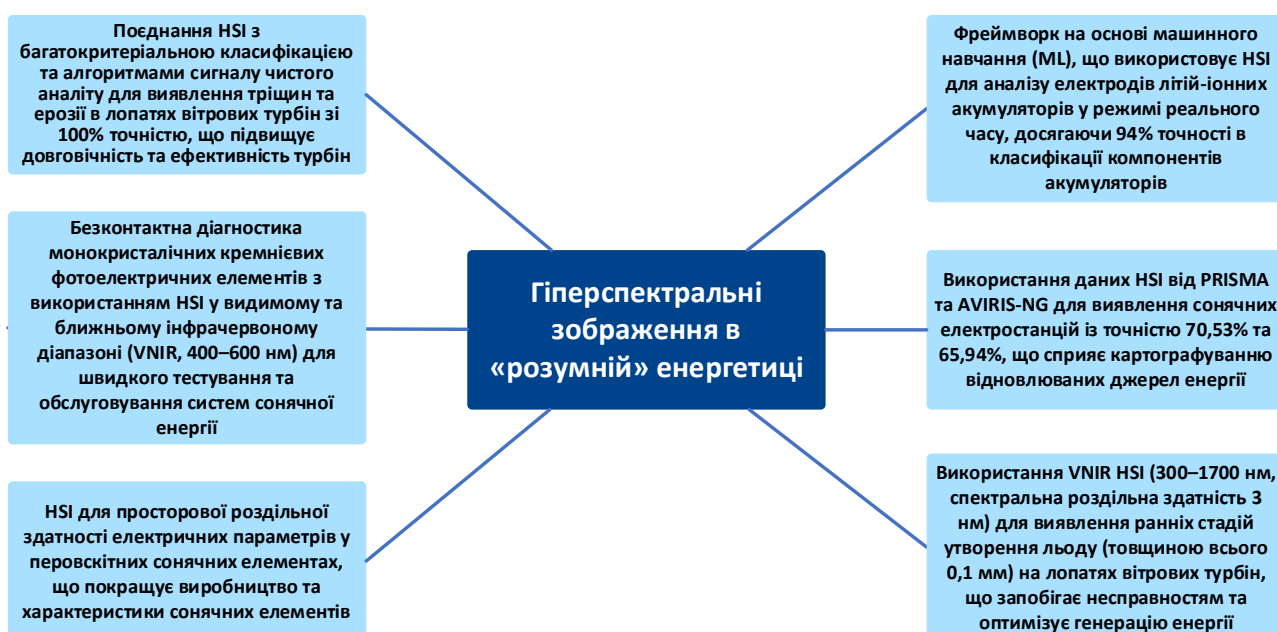 Поєднання HSI з
багатокритеріальною класифікацією
та алгоритмами сигналу чистого
аналіту для виявлення тріщин та
ерозії в лопатях вітрових турбін зі
100% точністю, що підвищує
довговічність та ефективність турбін
Безконтактна діагностика
монокристалічних кремнієвих
фотоелектричних елементів з
використанням HSI у видимому та
ближньому інфрачервоному
діапазоні (VNIR, 400–600 нм) для
швидкого тестування та
обслуговування систем сонячної
енергії
HSI для просторової роздільної
здатності електричних параметрів у
перовскітних сонячних елементах,
що покращує виробництво та
характеристики сонячних елементів
Гіперспектральні
зображення в
«розумній» енергетиці
Фреймворк на основі машинного
навчання (ML), що використовує HSI
для аналізу електродів літій-іонних
акумуляторів у режимі реального
часу, досягаючи 94% точності в
класифікації компонентів
акумуляторів
Використання даних HSI від PRISMA
та AVIRIS-NG для виявлення сонячних
електростанцій із точністю 70,53% та
65,94%, що сприяє картографуванню
відновлюваних джерел енергії
Використання VNIR HSI (300–1700 нм,
спектральна роздільна здатність 3
нм) для виявлення ранніх стадій
утворення льоду (товщиною всього
0,1 мм) на лопатях вітрових турбін,
що запобігає несправностям та
оптимізує генерацію енергії